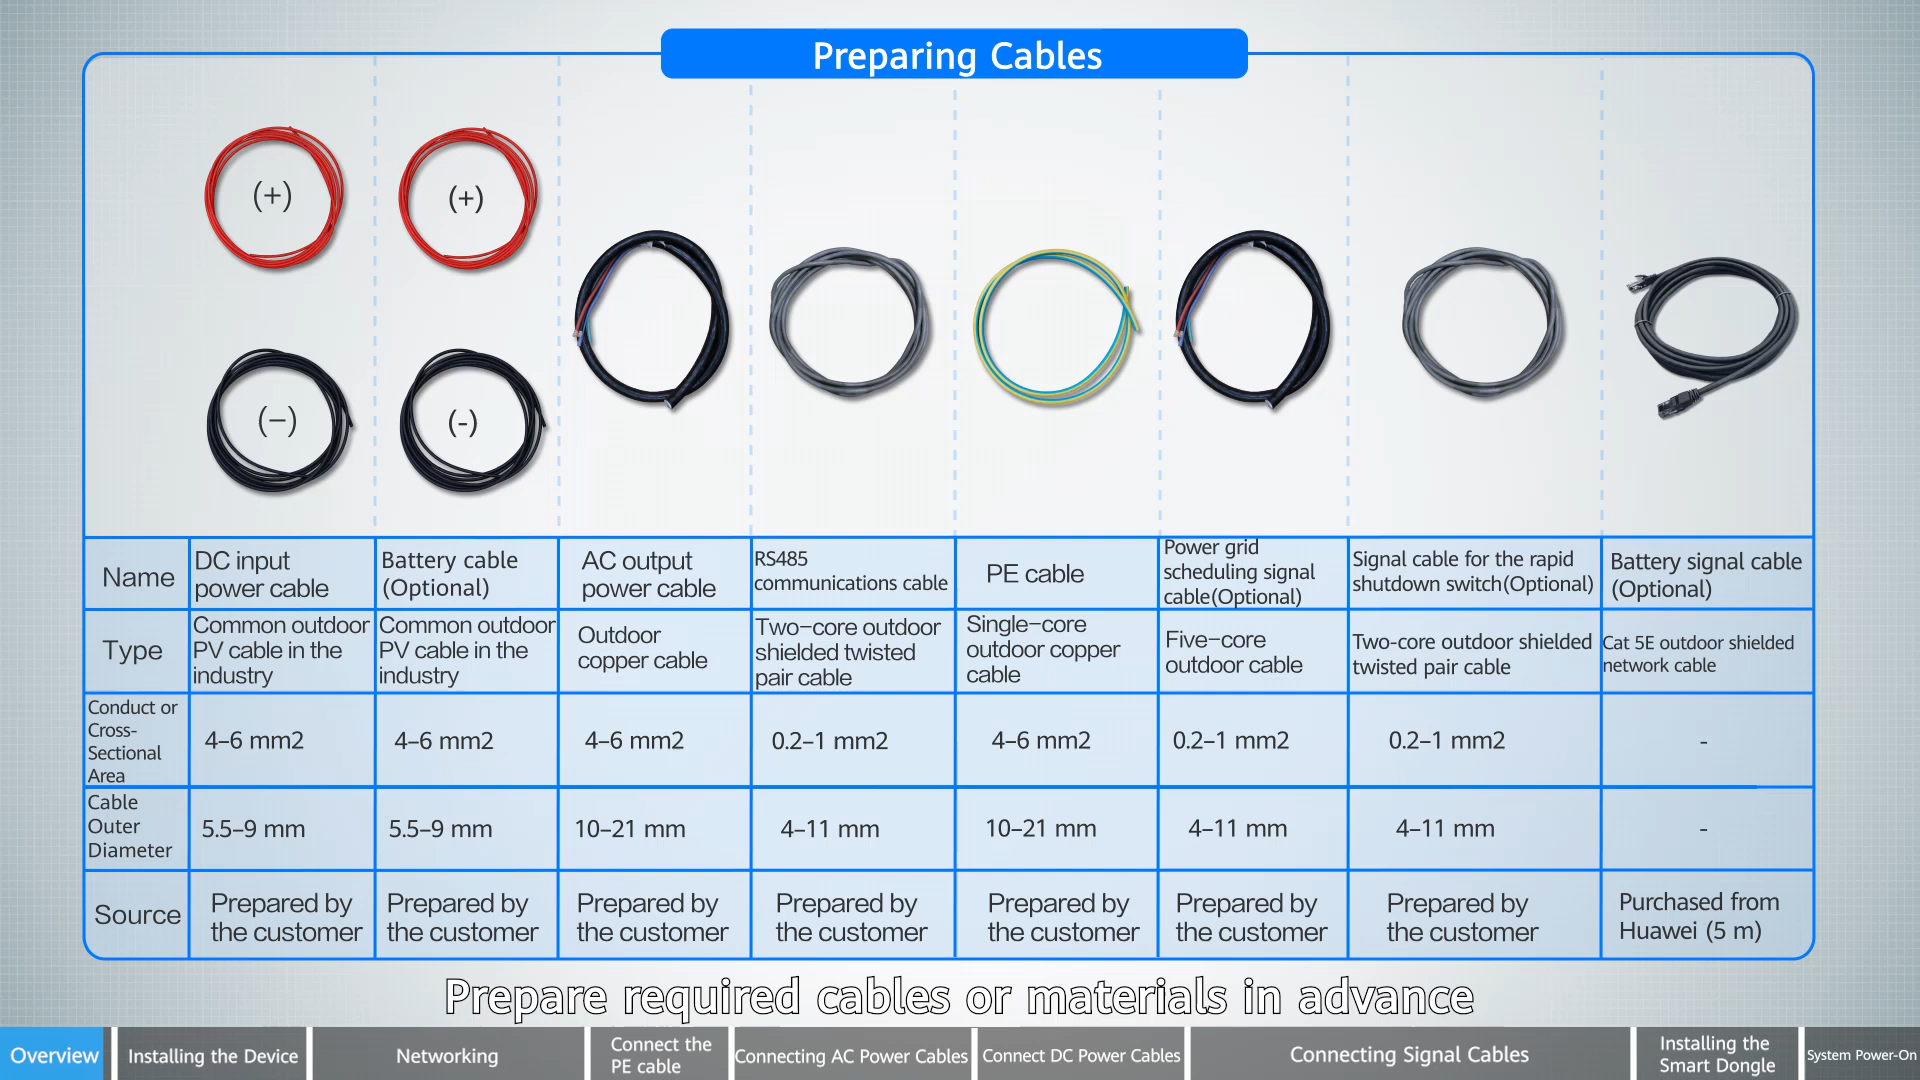 Preparing Cables
(+)
(+)
(−)
(-)
Name
DC input
power cable
Battery cable
(Optional)
AC output
power cable
RS485
communications cable
PE cable
Power grid
scheduling signal
cable(Optional)
Signal cable for the rapid
shutdown switch(Optional)
Battery signal cable
(Optional)
Type
Common outdoor
PV cable in the
industry
Common outdoor
PV cable in the
industry
Outdoor
copper cable
Two−core outdoor
shielded twisted
pair cable
Single−core
outdoor copper
cable
Five−core
outdoor cable
Two-core outdoor shielded
twisted pair cable
Cat 5E outdoor shielded
network cable
Conduct or
Cross-
Sectional
Area
4–6 mm2
4–6 mm2
4–6 mm2
0.2–1 mm2
4–6 mm2
0.2–1 mm2
0.2–1 mm2
-
Cable
Outer
Diameter
5.5–9 mm
5.5–9 mm
10–21 mm
4–11 mm
10–21 mm
4–11 mm
4–11 mm
-
Source
Prepared by
the customer
Prepared by
the customer
Prepared by
the customer
Prepared by
the customer
Prepared by
the customer
Prepared by
the customer
Prepared by
the customer
Purchased from
Huawei (5 m)
Prepare required cables or materials in advance
Overview
Installing the Device
Networking
Connect the
PE cable
Connecting AC Power Cables
Connect DC Power Cables
Connecting Signal Cables
Installing the
Smart Dongle
System Power-On